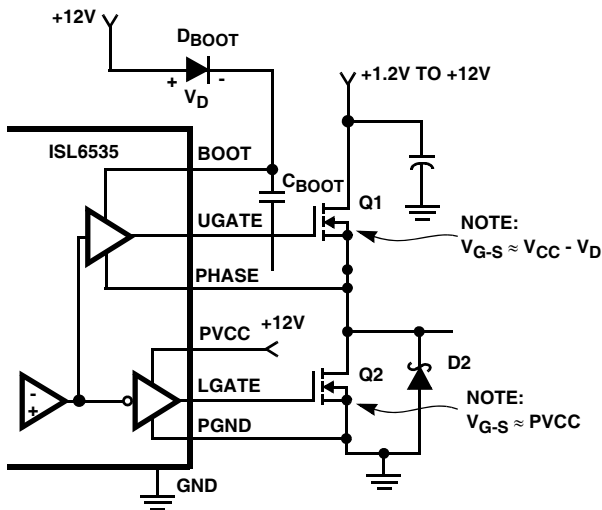 +12V
DBOOT
+ -
VD
+1.2V TO +12V
ISL6535
BOOT
CBOOT
Q1
UGATE
NOTE:
VG-S ≈ VCC - VD
PHASE
PVCC
+12V
Q2
D2
LGATE
NOTE:
VG-S ≈ PVCC
PGND
-
+
GND